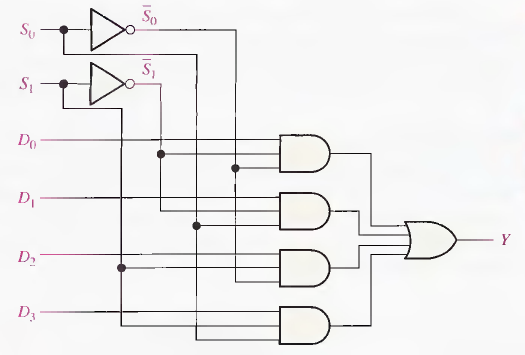 S₀ S̄₀
S₁ S̄₁
D₀
D₁
Y
D₂
D₃